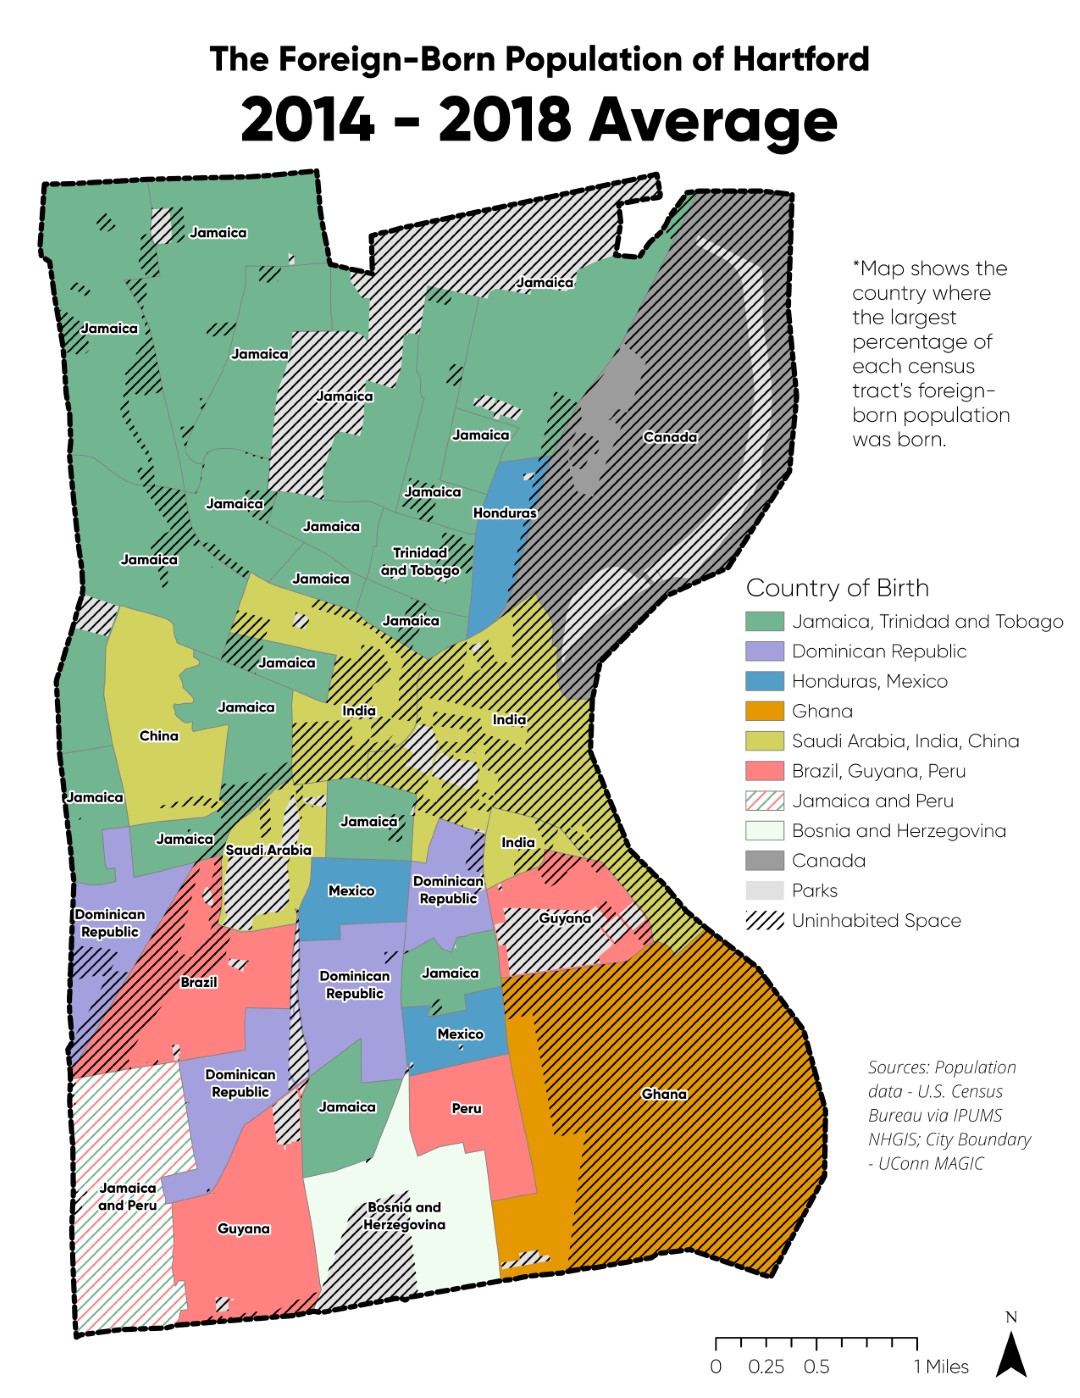 The Foreign-Born Population of Hartford
2014 - 2018 Average
Jamaica
Jamaica
Jamaica
Jamaica
Jamaica
Jamaica
Canada
Jamaica
Jamaica
Honduras
Jamaica
Jamaica
Trinidad
and Tobago
Jamaica
Jamaica
Jamaica
Jamaica
Jamaica
India
India
China
Jamaica
Jamaica
Jamaica
Saudi Arabia
India
Mexico
Dominican
Republic
Dominican
Republic
Guyana
Brazil
Dominican
Republic
Jamaica
Mexico
Dominican
Republic
Jamaica
Peru
Ghana
Jamaica
and Peru
Guyana
Bosnia and
Herzegovina
*Map shows the
country where
the largest
percentage of
each census
tract's foreign-
born population
was born.
Country of Birth
Jamaica, Trinidad and Tobago
Dominican Republic
Honduras, Mexico
Ghana
Saudi Arabia, India, China
Brazil, Guyana, Peru
Jamaica and Peru
Bosnia and Herzegovina
Canada
Parks
Uninhabited Space
Sources: Population
data - U.S. Census
Bureau via IPUMS
NHGIS; City Boundary
- UConn MAGIC
N
0 0.25 0.5 1 Miles